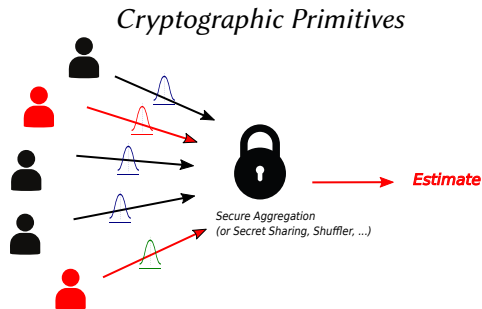 Cryptographic Primitives
Estimate
Secure Aggregation
(or Secret Sharing, Shuffler, ...)